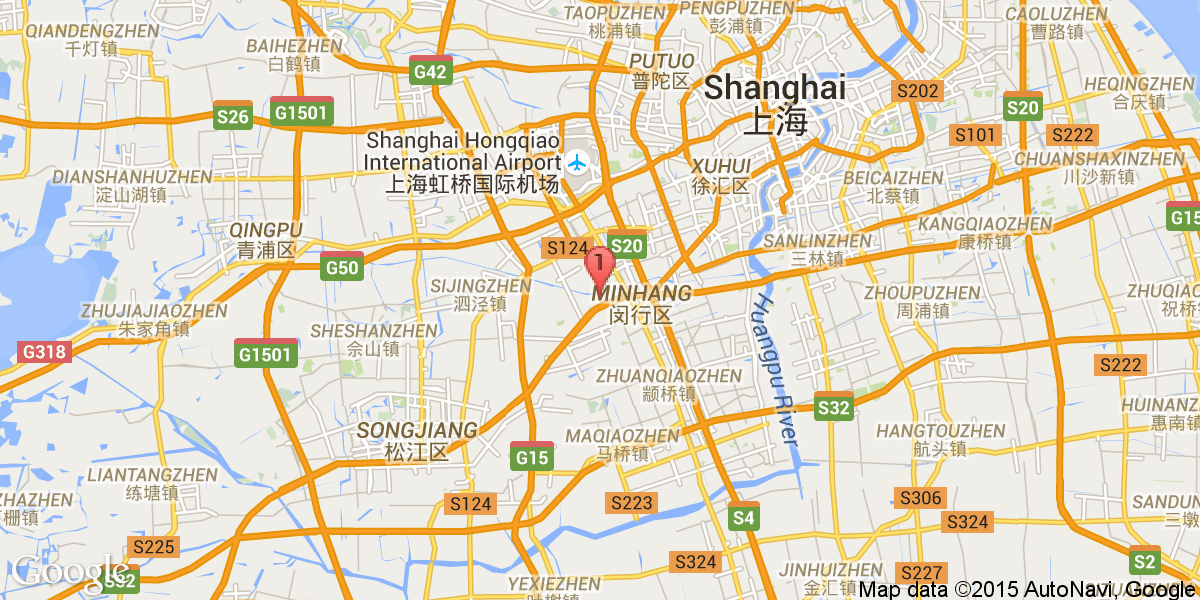 QIANDENGZHEN
千灯镇
BAIHEZHEN
白鹤镇
G42
TAOPUZHEN
桃浦镇
PENGPUZHEN
彭浦镇
CAOLUZHEN
曹路镇
PUTUO
普陀区
Shanghai
上海
S202
HEQINGZHEN
合庆镇
S26
G1501
S20
S101
S222
Shanghai Hongqiao
International Airport
上海虹桥国际机场
XUHUI
徐汇区
CHUANSHAXINZHEN
川沙新镇
DIANSHANHUZHEN
淀山湖镇
BEICAIZHEN
北蔡镇
QINGPU
青浦区
KANGQIAOZHEN
康桥镇
G15
S124
S20
SANLINZHEN
三林镇
G50
1
SIJINGZHEN
泗泾镇
MINHANG
闵行区
ZHOUPUZHEN
周浦镇
ZHUQIAO
祝桥
ZHUJIAJIAOZHEN
朱家角镇
SHESHANZHEN
佘山镇
Huangpu River
G318
G1501
S222
ZHUANQIAOZHEN
颛桥镇
S32
HUINANZ
惠南镇
SONGJIANG
松江区
MAQIAOZHEN
马桥镇
HANGTOUZHEN
航头镇
G15
LIANTANGZHEN
练塘镇
ZHAZHEN
栅镇
S124
S223
S306
SANDUN
三墩
S4
S324
S225
S324
S2
S32
YEXIEZHEN
JINHUIZHEN
金汇镇
S227
Google
Map data ©2015 AutoNavi, Google